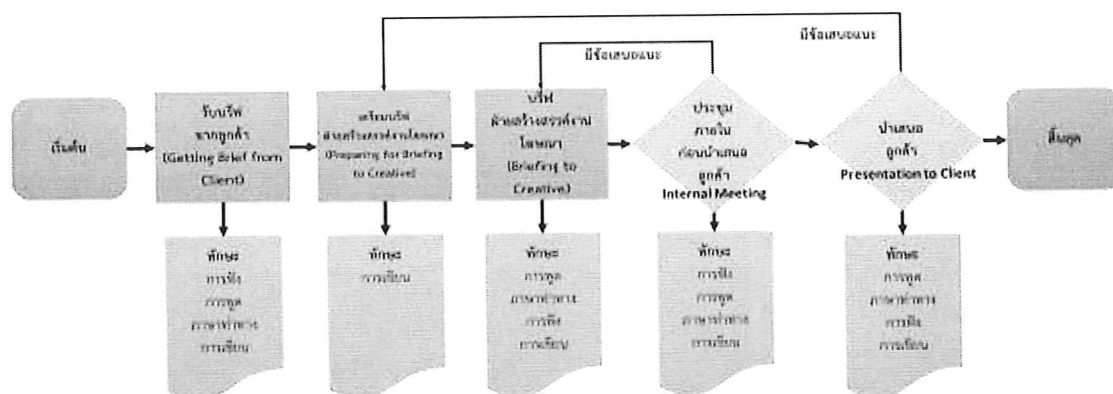 มีข้อเสนอแนะ
มีข้อเสนอแนะ
เริ่มต้น
รับบรีฟ
จากลูกค้า
(Getting Brief from
Client)
เตรียมบรีฟ
ฝ่ายสร้างสรรค์งานโฆษณา
(Preparing for Briefing
to Creative)
บรีฟ
ฝ่ายสร้างสรรค์งาน
โฆษณา
(Briefing to
Creative)
ประชุม
ภายใน
ก่อนนำเสนอ
ลูกค้า
Internal Meeting
นำเสนอ
ลูกค้า
Presentation to Client
สิ้นสุด
ทักษะ
การฟัง
การพูด
ภาษาท่าทาง
การเขียน
ทักษะ
การเขียน
ทักษะ
การพูด
ภาษาท่าทาง
การฟัง
การเขียน
ทักษะ
การฟัง
การพูด
ภาษาท่าทาง
การเขียน
ทักษะ
การพูด
ภาษาท่าทาง
การฟัง
การเขียน